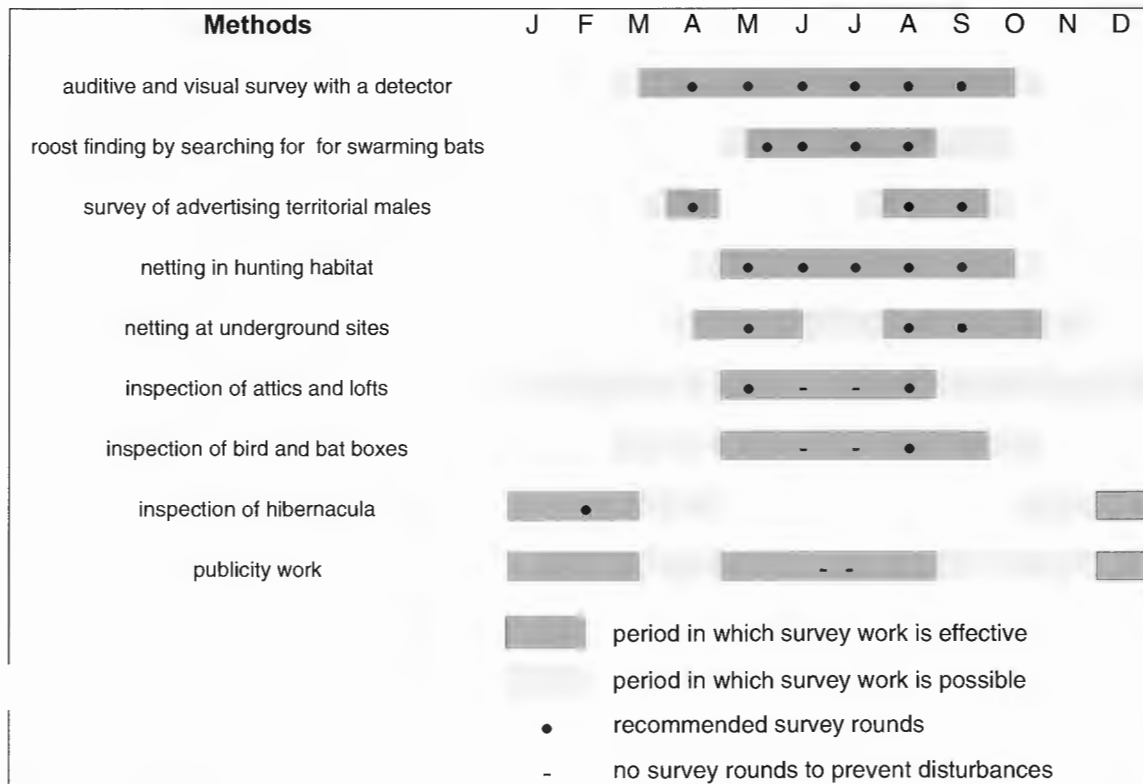 Methods J F M A M J J A S O N D
auditive and visual survey with a detector
roost finding by searching for for swarming bats
survey of advertising territorial males
netting in hunting habitat
netting at underground sites
inspection of attics and lofts
inspection of bird and bat boxes
inspection of hibernacula
publicity work
period in which survey work is effective
period in which survey work is possible
● recommended survey rounds
- no survey rounds to prevent disturbances